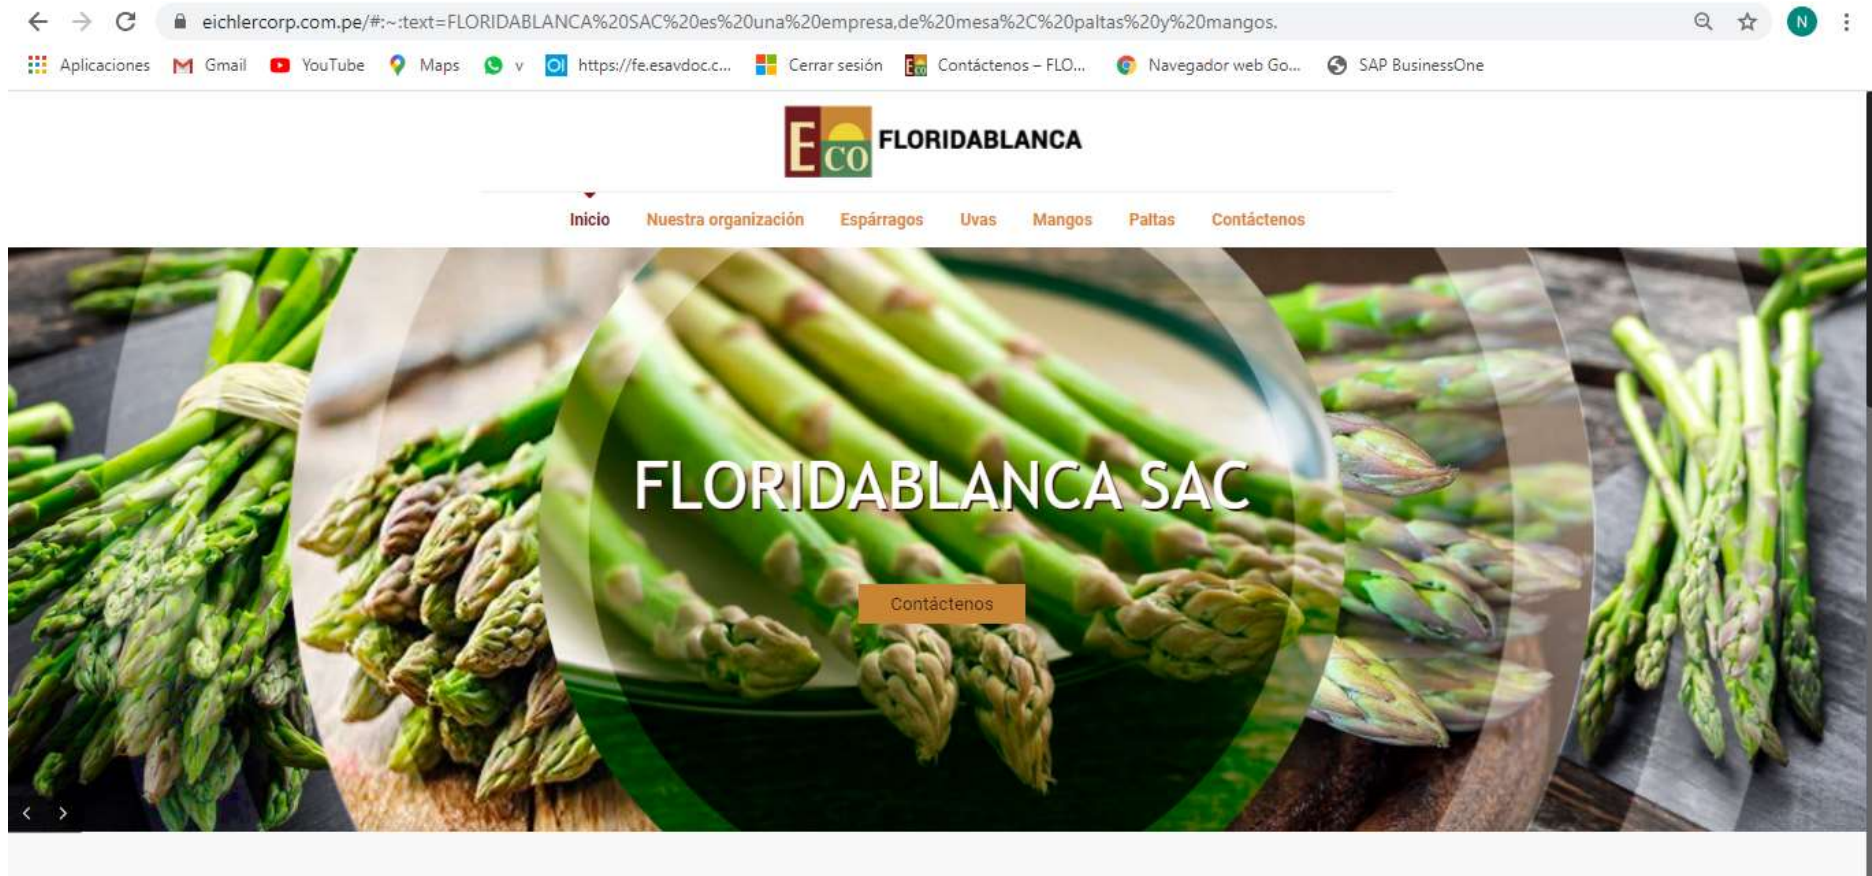 eichlercorp.com.pe/#:~:text=FLORIDABLANCA%20SAC%20es%20una%20empresa,de%20mesa%2C%20paltas%20y%20mangos.
N
Aplicaciones Gmail YouTube Maps v https://fe.esavdoc.c... Cerrar sesión Contáctenos – FLO... Navegador web Go... SAP BusinessOne
Eco FLORIDABLANCA
Inicio Nuestra organización Espárragos Uvas Mangos Paltas Contáctenos
FLORIDABLANCA SAC
Contáctenos